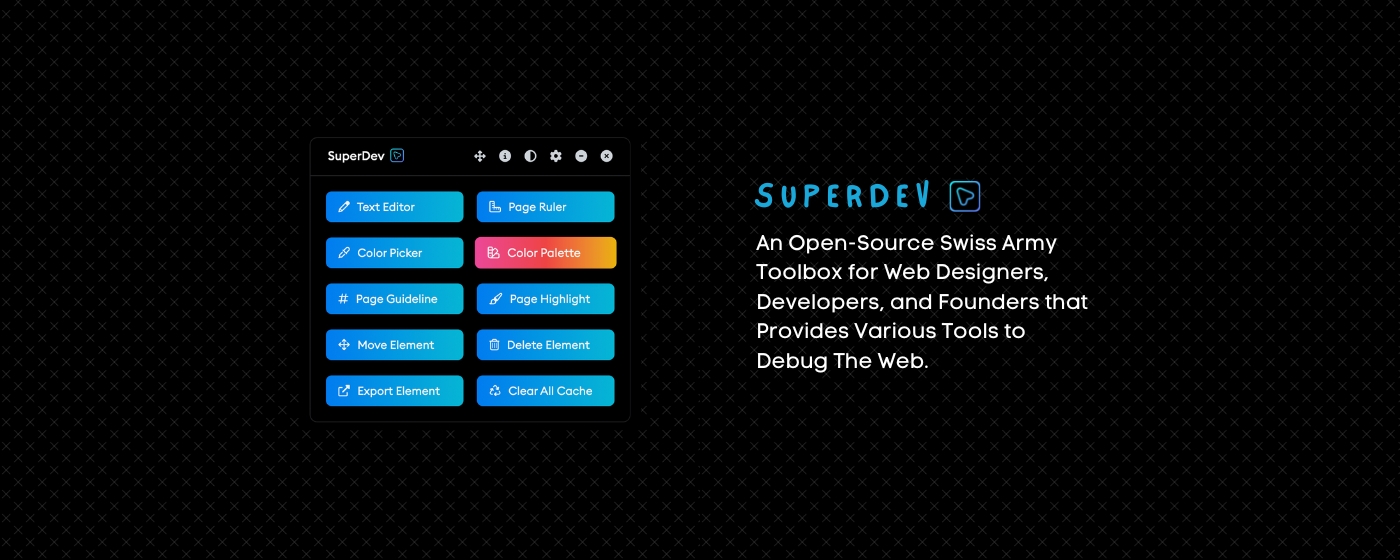 SuperDev
Text Editor
Page Ruler
Color Picker
Color Palette
Page Guideline
Page Highlight
Move Element
Delete Element
Export Element
Clear All Cache
SUPERDEV
An Open-Source Swiss Army
Toolbox for Web Designers,
Developers, and Founders that
Provides Various Tools to
Debug The Web.